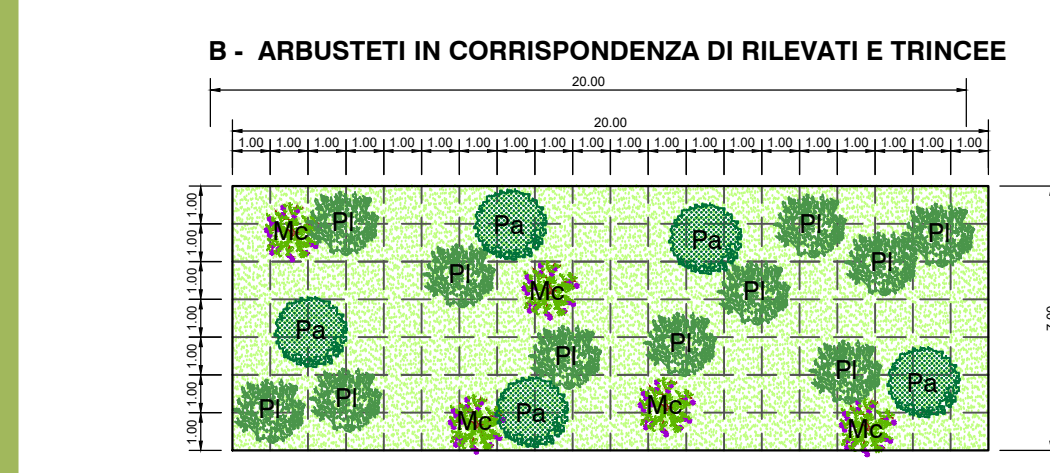 B - ARBUSTETI IN CORRISPONDENZA DI RILEVATI E TRINCEE
20.00
20.00
1.00 1.00 1.00 1.00 1.00 1.00 1.00 1.00 1.00 1.00 1.00 1.00 1.00 1.00 1.00 1.00 1.00 1.00 1.00 1.00
1.00
1.00
1.00
1.00
1.00
1.00
1.00
Mc Pl Pa Pa Pl Pl
Pl Mc Pl Pl
Pa Pl Pl Pl
Pl Pl Mc Pa Mc Mc Pa